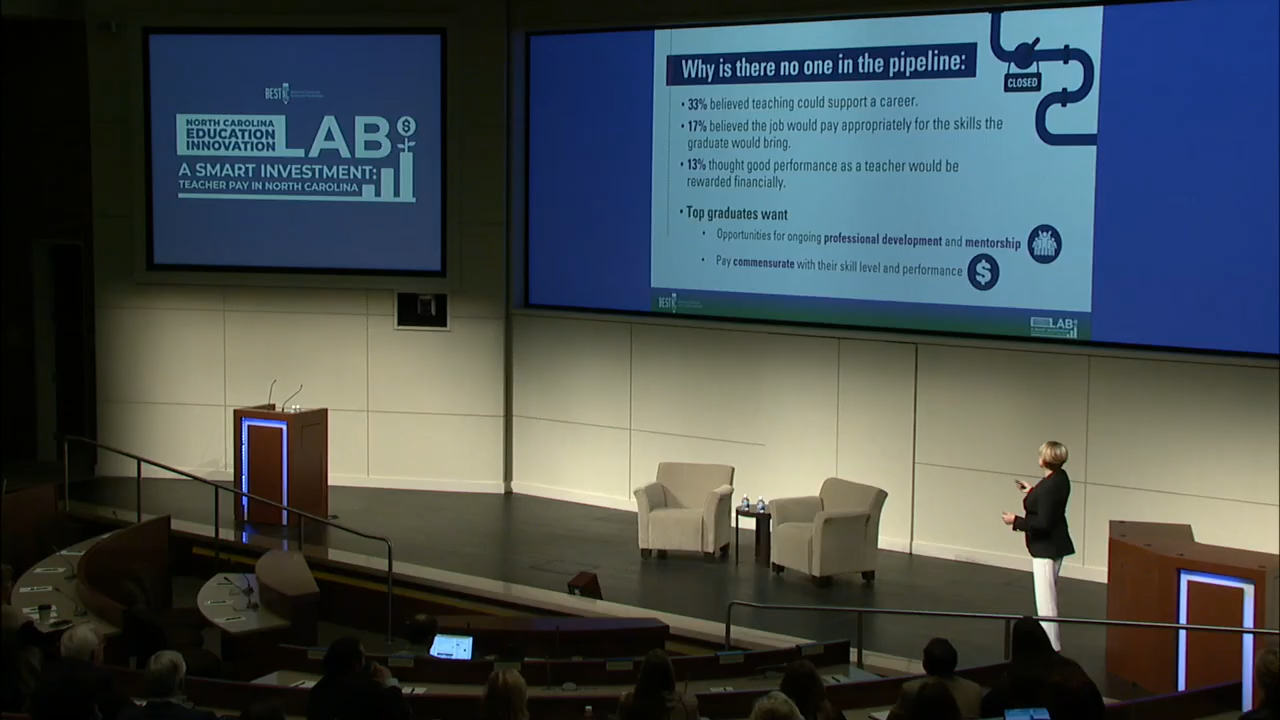 BEST NC
NORTH CAROLINA
EDUCATION
INNOVATION
LAB
A SMART INVESTMENT:
TEACHER PAY IN NORTH CAROLINA
Why is there no one in the pipeline:
CLOSED
• 33% believed teaching could support a career.
• 17% believed the job would pay appropriately for the skills the
graduate would bring.
• 13% thought good performance as a teacher would be
rewarded financially.
• Top graduates want
• Opportunities for ongoing professional development and mentorship
• Pay commensurate with their skill level and performance
$
BEST NC
LAB